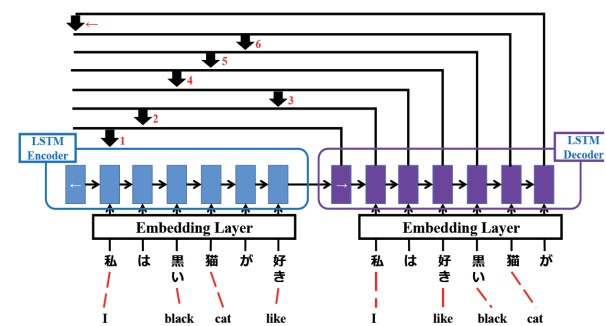 ←
6
5
4
3
2
1
LSTM
Encoder
LSTM
Decoder
←
→
Embedding Layer
Embedding Layer
私 は 黒い 猫 が 好き
私 は 好き 黒い 猫 が
I black cat like
I like black cat